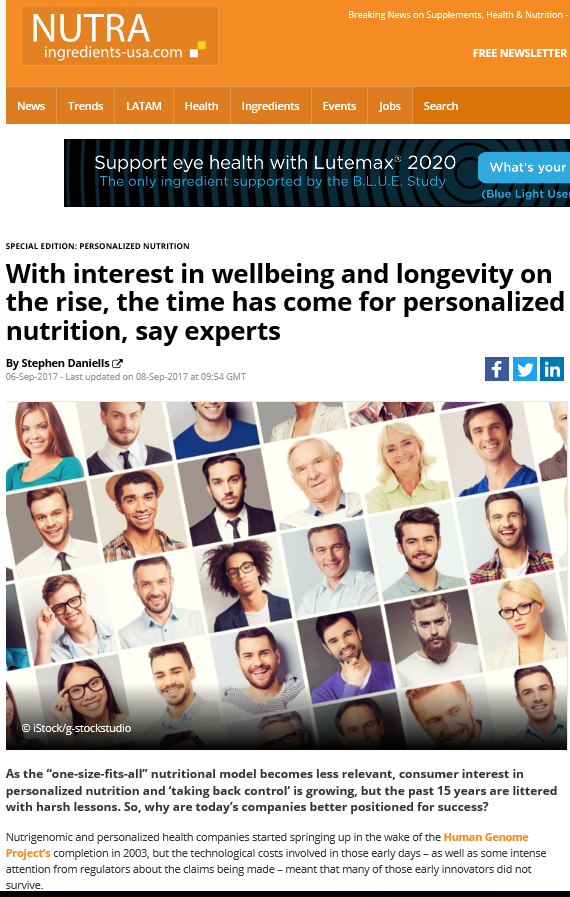 NUTRA
ingredients-usa.com
Breaking News on Supplements, Health & Nutrition -
FREE NEWSLETTER
News Trends LATAM Health Ingredients Events Jobs Search
Support eye health with Lutemax® 2020
The only ingredient supported by the B.L.U.E. Study
What's your
(Blue Light User
SPECIAL EDITION: PERSONALIZED NUTRITION
With interest in wellbeing and longevity on
the rise, the time has come for personalized
nutrition, say experts
By Stephen Daniells
06-Sep-2017 - Last updated on 08-Sep-2017 at 09:54 GMT
f in
© iStock/g-stockstudio
As the “one-size-fits-all” nutritional model becomes less relevant, consumer interest in
personalized nutrition and ‘taking back control’ is growing, but the past 15 years are littered
with harsh lessons. So, why are today’s companies better positioned for success?
Nutrigenomic and personalized health companies started springing up in the wake of the Human Genome
Project’s completion in 2003, but the technological costs involved in those early days – as well as some intense
attention from regulators about the claims being made – meant that many of those early innovators did not
survive.